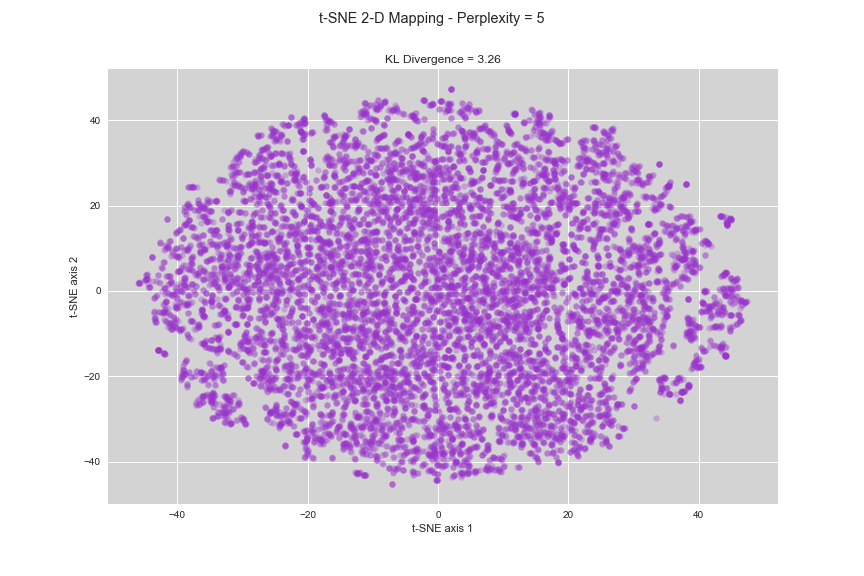 t-SNE 2-D Mapping - Perplexity = 5
KL Divergence = 3.26
40
20
0
−20
−40
t-SNE axis 2
−40
−20
0
20
40
t-SNE axis 1